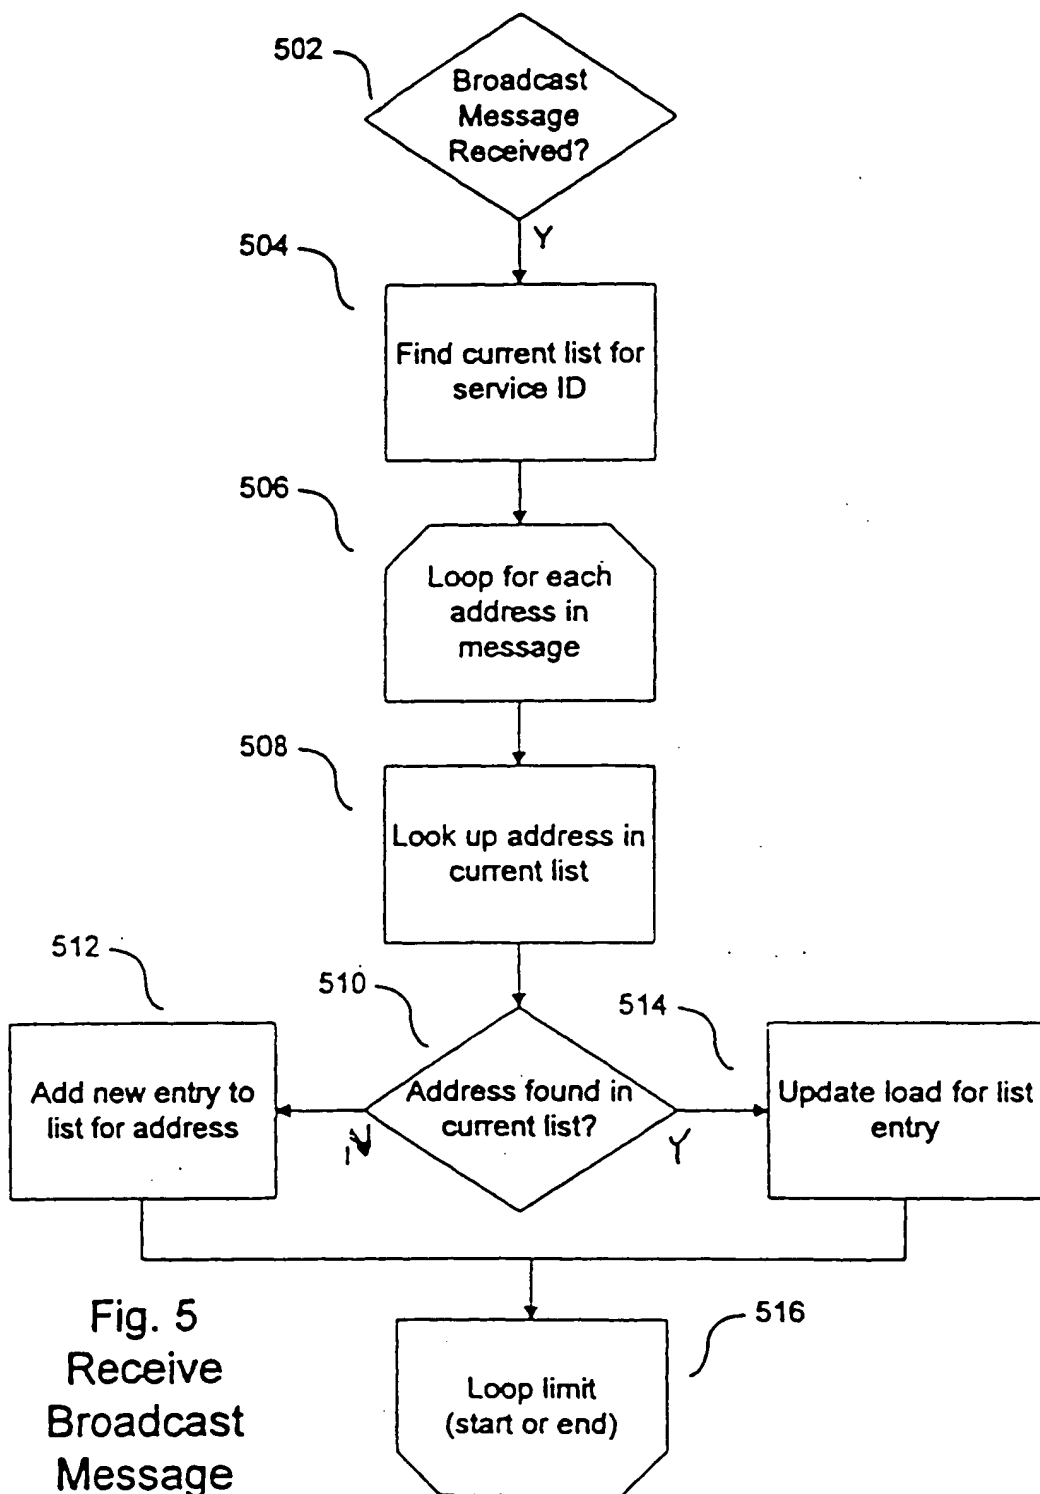 502
Broadcast
Message
Received?
Y
504
Find current list for
service ID
506
Loop for each
address in
message
508
Look up address in
current list
510
Address found in
current list?
N
Y
512
Add new entry to
list for address
514
Update load for list
entry
516
Loop limit
(start or end)
Fig. 5
Receive
Broadcast
Message